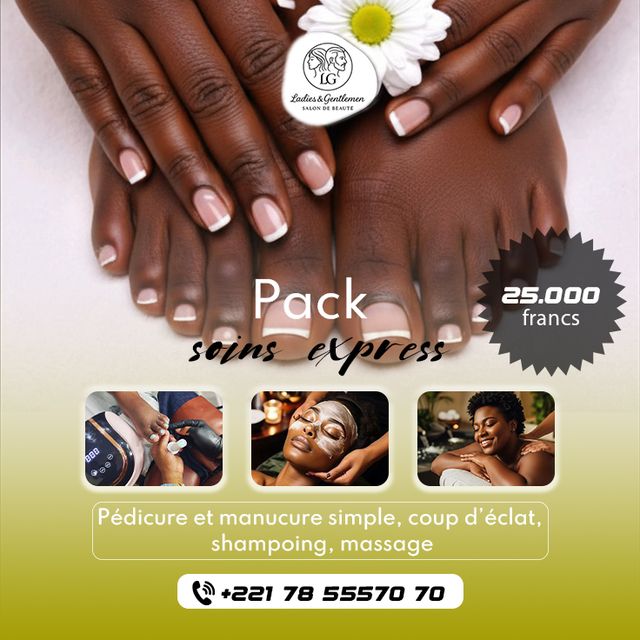 LG
Ladies & Gentlemen
SALON DE BEAUTÉ
Pack
soins express
25.000
francs
Pédicure et manucure simple, coup d'éclat,
shampoing, massage
+221 78 55570 70